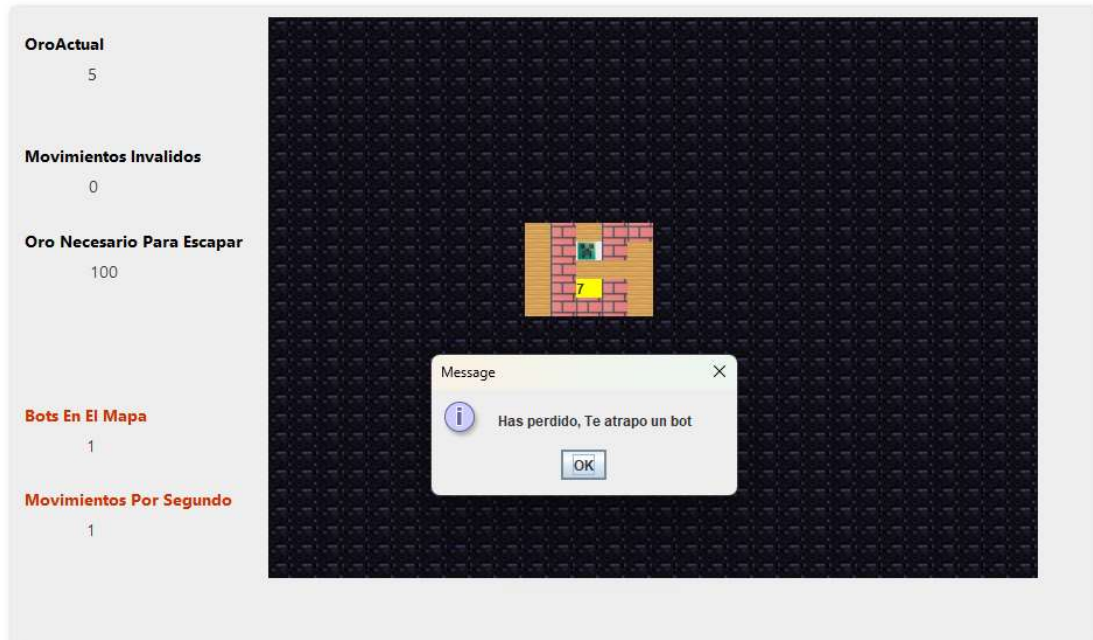 OroActual
5
Movimientos Invalidos
0
Oro Necesario Para Escapar
100
7
Message
Has perdido, Te atrapo un bot
OK
Bots En El Mapa
1
Movimientos Por Segundo
1